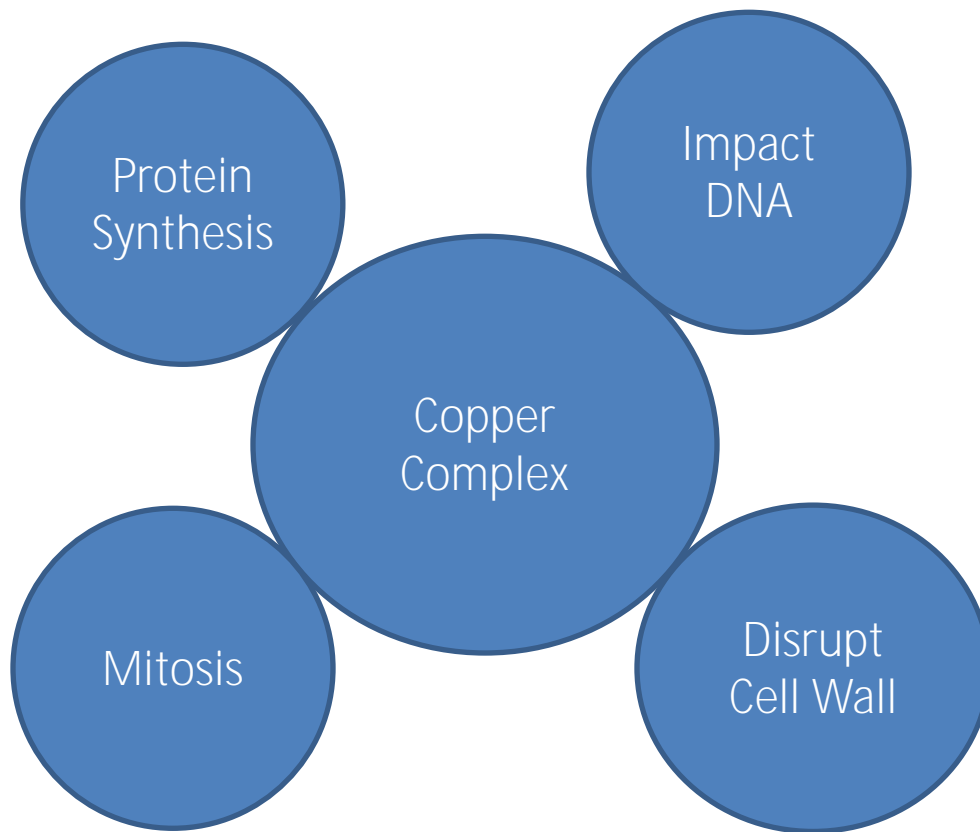 Protein
Synthesis
Impact
DNA
Copper
Complex
Mitosis
Disrupt
Cell Wall